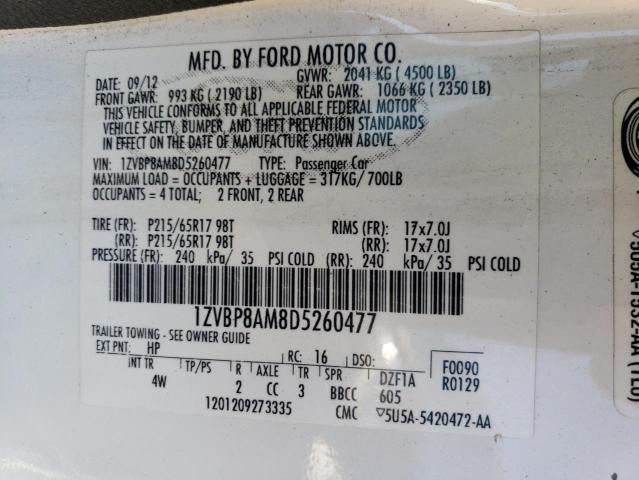 MFD. BY FORD MOTOR CO.
DATE: 09/12 GVWR: 2041 KG ( 4500 LB)
FRONT GAWR: 993 KG ( 2190 LB) REAR GAWR: 1066 KG ( 2350 LB)
THIS VEHICLE CONFORMS TO ALL APPLICABLE FEDERAL MOTOR
VEHICLE SAFETY, BUMPER, AND THEFT PREVENTION STANDARDS
IN EFFECT ON THE DATE OF MANUFACTURE SHOWN ABOVE.
VIN: 1ZVBP8AM8D5260477 TYPE: Passenger Car
MAXIMUM LOAD = OCCUPANTS + LUGGAGE = 317KG/ 700LB
OCCUPANTS = 4 TOTAL; 2 FRONT, 2 REAR
TIRE (FR): P215/65R17 98T RIMS (FR): 17x7.0J
(RR): P215/65R17 98T (RR): 17x7.0J
PRESSURE (FR): 240 kPa/ 35 PSI COLD (RR): 240 kPa/ 35 PSI COLD
1ZVBP8AM8D5260477
TRAILER TOWING - SEE OWNER GUIDE
EXT PNT: HP RC: 16 DSO: F0090
INT TR TP/PS R AXLE TR SPR DZF1A R0129
4W 2 CC 3 BBCC 605
1201209273335 CMC 5U5A-5420472-AA